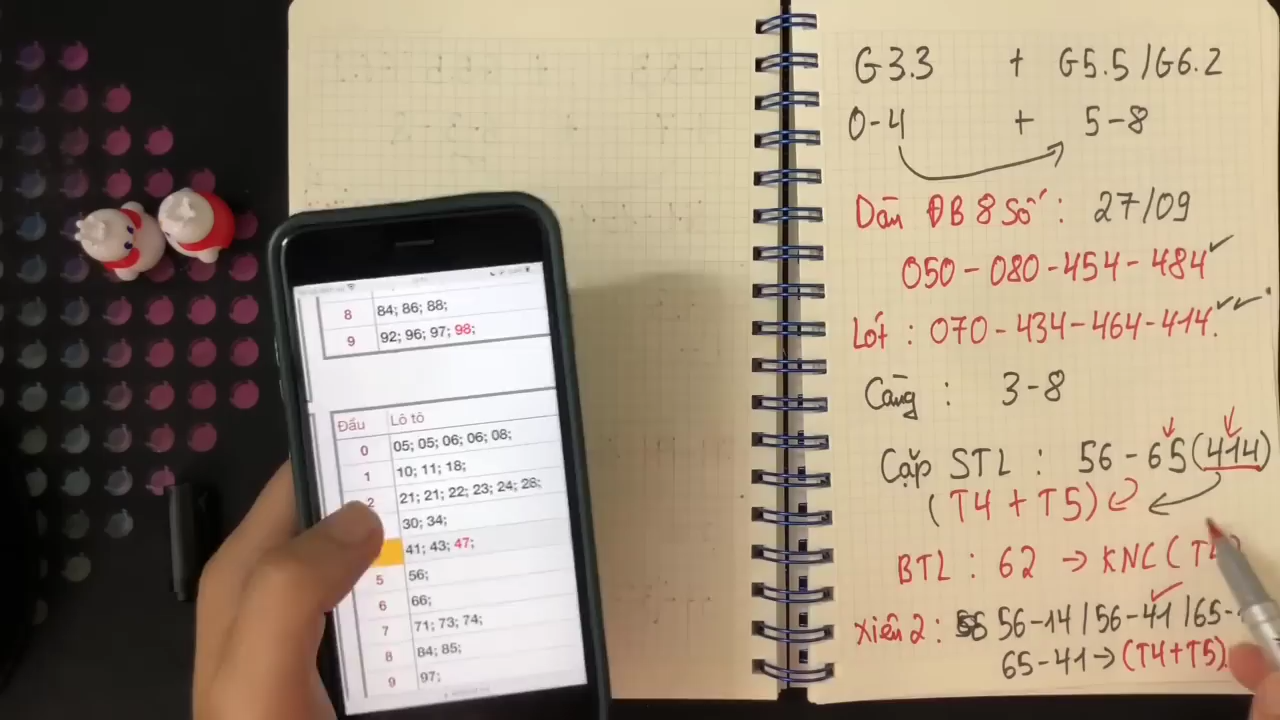 8 84; 86; 88;
9 92; 96; 97; 98;
Đầu Lô tô
0 05; 05; 06; 06; 08;
1 10; 11; 18;
2 21; 21; 22; 23; 24; 28;
30; 34;
41; 43; 47;
5 56;
6 66;
7 71; 73; 74;
8 84; 85;
9 97;
G3.3 + G5.5 / G6.2
0-4 + 5-8
Dàn ĐB 8 Số : 27/09
050 - 080 - 454 - 484
Lót : 070 - 434 - 464 - 414.
Càng : 3-8
Cặp STL : 56 - 65 (414)
(T4 + T5)
BTL : 62 → KNC (
Xiên 2 : 56-14 / 56-41 / 65-
65-41 → (T4+T5)